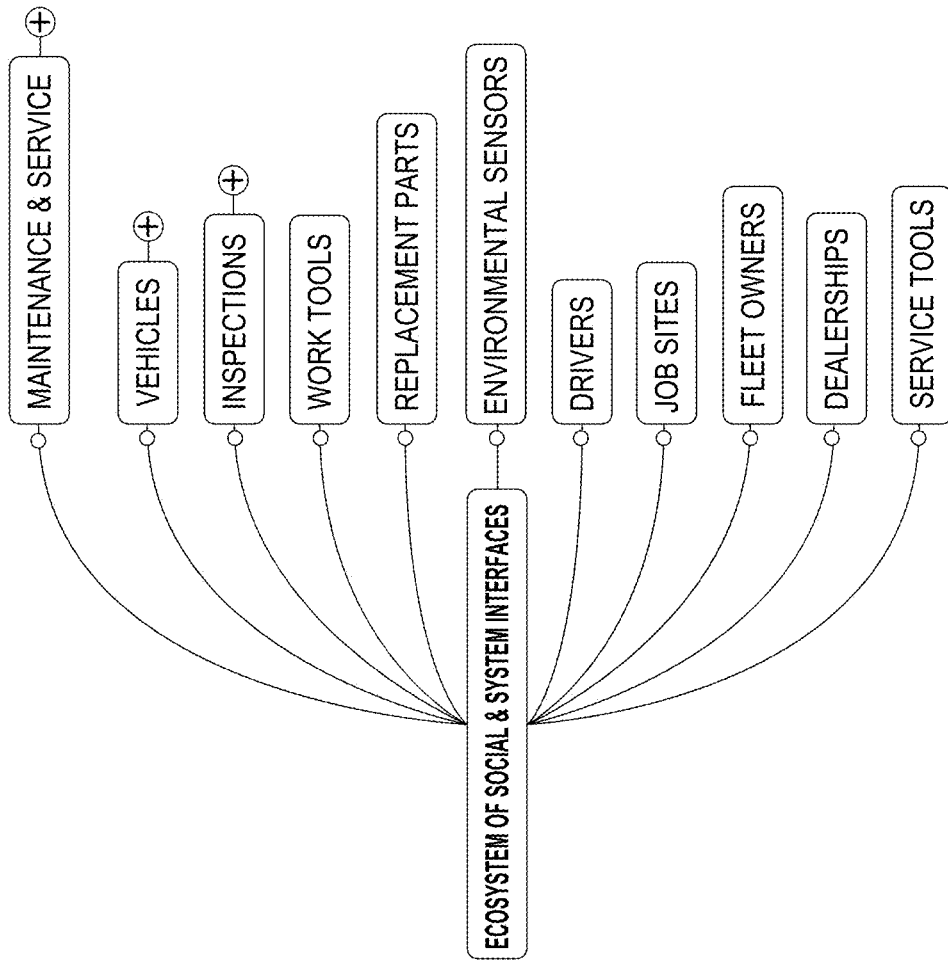 MAINTENANCE & SERVICE
VEHICLES
INSPECTIONS
WORK TOOLS
REPLACEMENT PARTS
ECOSYSTEM OF SOCIAL & SYSTEM INTERFACES
ENVIRONMENTAL SENSORS
DRIVERS
JOB SITES
FLEET OWNERS
DEALERSHIPS
SERVICE TOOLS